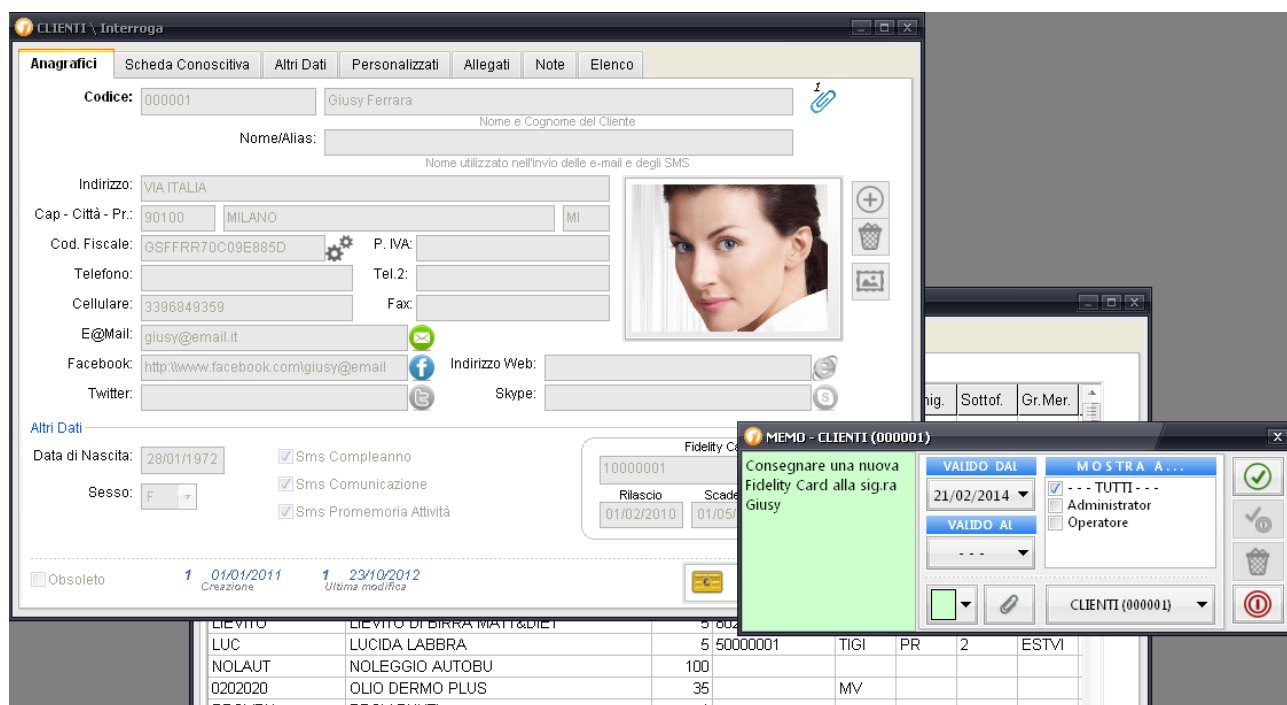 CLIENTI \ Interroga
Anagrafici Scheda Conoscitiva Altri Dati Personalizzati Allegati Note Elenco
Codice: 000001 Giusy Ferrara 1
Nome e Cognome del Cliente
Nome/Alias:
Nome utilizzato nell'invio delle e-mail e degli SMS
Indirizzo: VIA ITALIA
Cap - Città - Pr.: 90100 MILANO MI
Cod. Fiscale: GSFFRR70C09E885D P. IVA:
Telefono: Tel.2:
Cellulare: 3396849359 Fax:
E@Mail: giusy@email.it
Facebook: http:\\www.facebook.com\giusy@email Indirizzo Web:
Twitter: Skype:
Altri Dati
Data di Nascita: 28/01/1972 Sms Compleanno
Sms Comunicazione
Sesso: F
Sms Promemoria Attività
Fidelity
10000001
Rilascio
01/02/2010 01/05/
Obsoleto 1 01/01/2011 1 23/10/2012
Creazione Ultima modifica
Sottof. Gr.Mer.
MEMO - CLIENTI (000001)
Consegnare una nuova
Fidelity Card alla sig.ra
Giusy
VALIDO DAL
21/02/2014
VALIDO AL
- - -
MOSTRA A...
- - - TUTTI - - -
Administrator
Operatore
CLIENTI (000001)
LIEVITO LIEVITO DI BIRRA MATT&DIET 5
LUC LUCIDA LABBRA 5 50000001 TIGI PR 2 ESTVI
NOLAUT NOLEGGIO AUTOBU 100
0202020 OLIO DERMO PLUS 35 MV